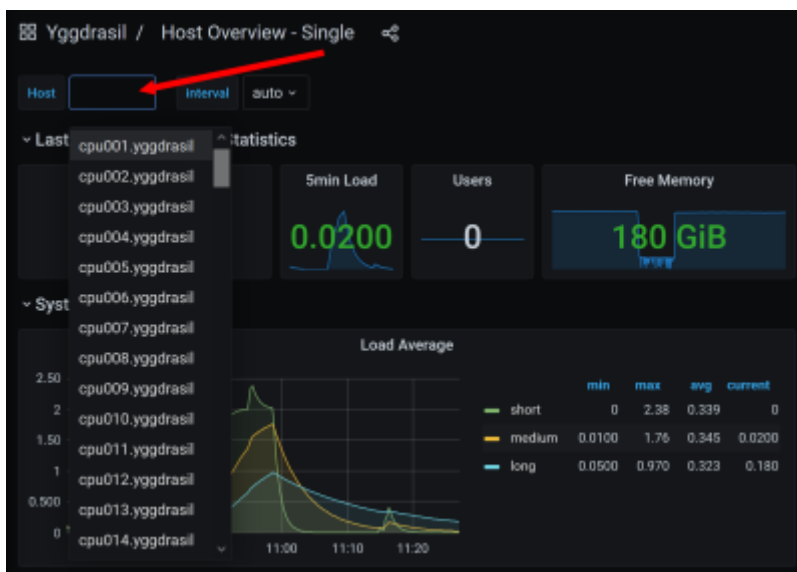 Yggdrasil / Host Overview - Single
Host Interval auto
Last tatistics
cpu001.yggdrasil
cpu002.yggdrasil
cpu003.yggdrasil
cpu004.yggdrasil
cpu005.yggdrasil
cpu006.yggdrasil
cpu007.yggdrasil
cpu008.yggdrasil
cpu009.yggdrasil
cpu010.yggdrasil
cpu011.yggdrasil
cpu012.yggdrasil
cpu013.yggdrasil
cpu014.yggdrasil
5min Load Users Free Memory
0.0200 0 180 GiB
Syst
Load Average
2.50
2
1.50
1
0.500
0
11:00 11:10 11:20
min max avg current
short 0 2.38 0.339 0
medium 0.0100 1.76 0.345 0.0200
long 0.0500 0.970 0.323 0.180